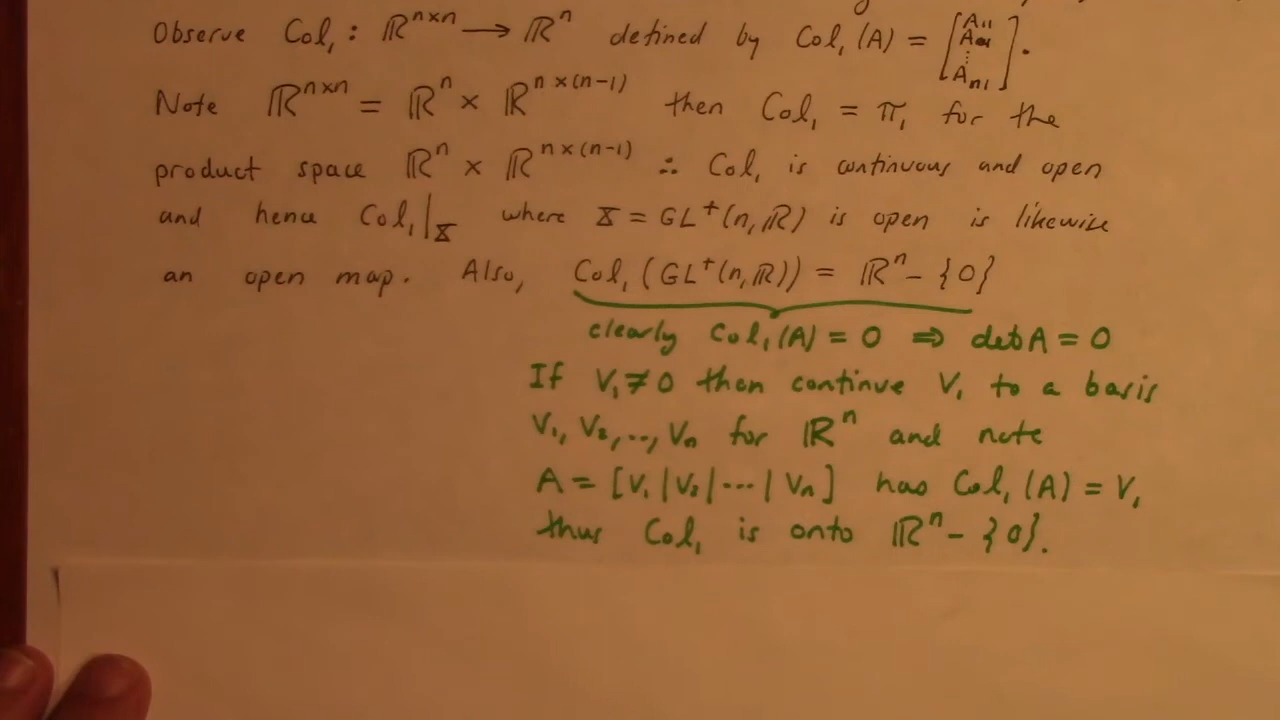 Observe Col₁ : ℝⁿˣⁿ ⟶ ℝⁿ defined by Col₁(A) = [A₁₁ A₂₁ ⋮ Aₙ₁].
Note ℝⁿˣⁿ = ℝⁿ × ℝⁿˣ⁽ⁿ⁻¹⁾ then Col₁ = π₁ for the
product space ℝⁿ × ℝⁿˣ⁽ⁿ⁻¹⁾ ∴ Col₁ is continuous and open
and hence Col₁|_X where X = GL⁺(n,ℝ) is open is likewise
an open map. Also, Col₁(GL⁺(n,ℝ)) = ℝⁿ - {0}
clearly Col₁(A) = 0 ⇒ det A = 0
If V₁ ≠ 0 then continue V₁ to a basis
V₁, V₂, ..., Vₙ for ℝⁿ and note
A = [V₁|V₂|⋯|Vₙ] has Col₁(A) = V₁
thus Col₁ is onto ℝⁿ - {0}.